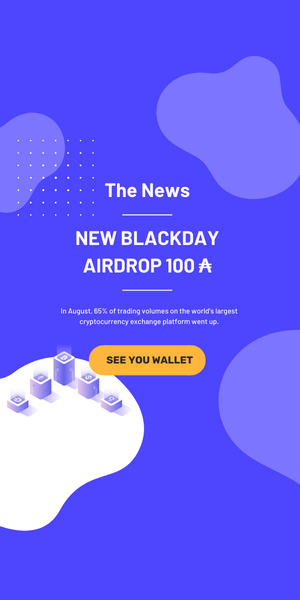 The News
NEW BLACKDAY
AIRDROP 100 ₳
In August, 65% of trading volumes on the world's largest
cryptocurrency exchange platform went up.
SEE YOU WALLET